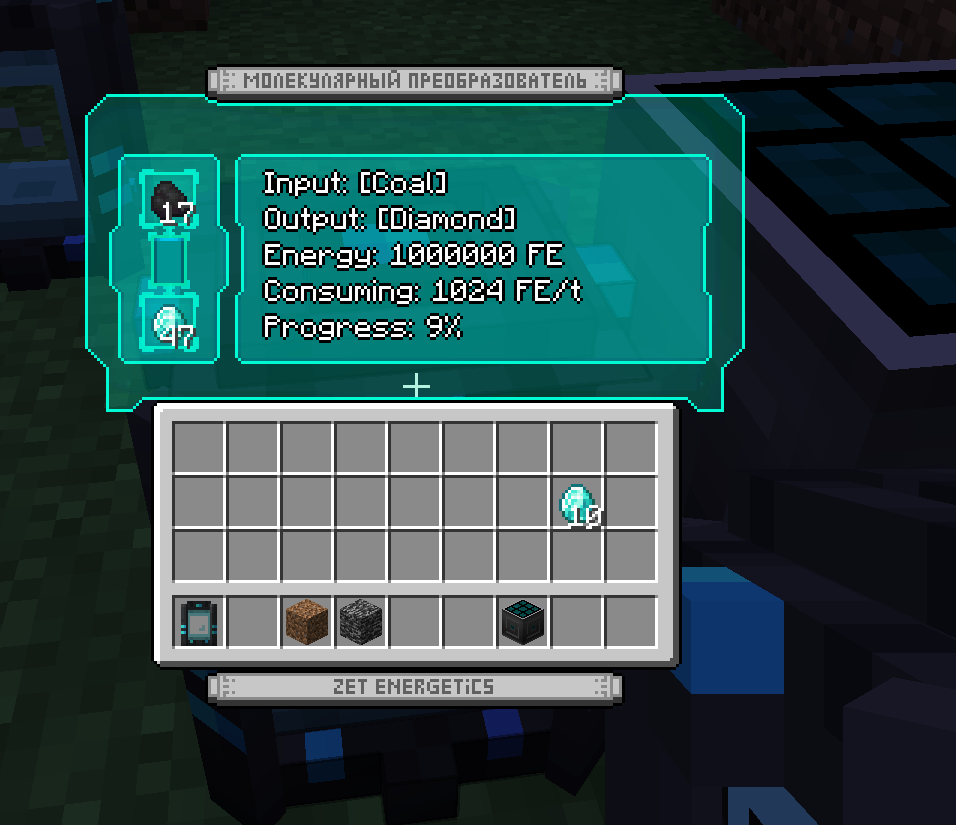 МОЛЕКУЛЯРНЫЙ ПРЕОБРАЗОВАТЕЛЬ
Input: [Coal]
17
Output: [Diamond]
Energy: 1000000 FE
Consuming: 1024 FE/t
47
Progress: 9%
10
ZET ENERGETiCS